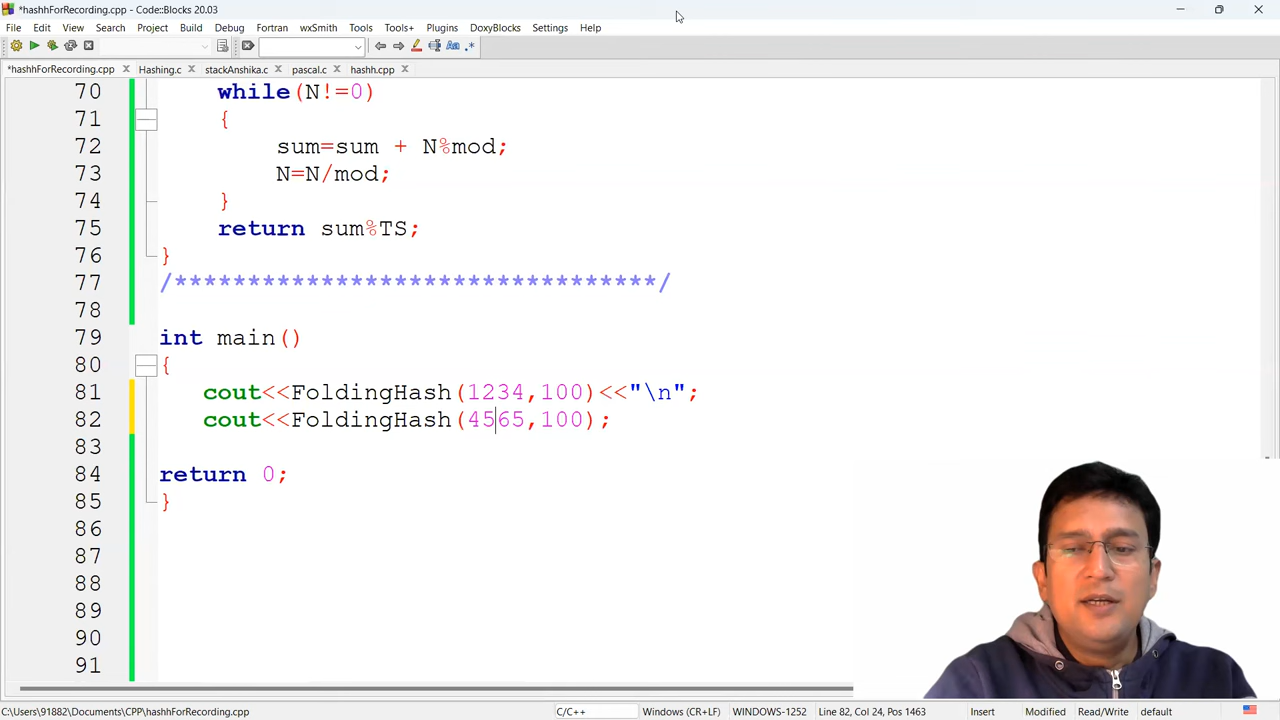 *hashhForRecording.cpp - Code::Blocks 20.03
File Edit View Search Project Build Debug Fortran wxSmith Tools Tools+ Plugins DoxyBlocks Settings Help
*hashhForRecording.cpp Hashing.c stackAnshika.c pascal.c hashh.cpp
70 while(N!=0)
71 {
72 sum=sum + N%mod;
73 N=N/mod;
74 }
75 return sum%TS;
76 }
77 /*********************************/
78
79 int main()
80 {
81 cout<<FoldingHash(1234,100)<<"\n";
82 cout<<FoldingHash(4565,100);
83
84 return 0;
85 }
86
87
88
89
90
91
C:\Users\91882\Documents\CPP\hashhForRecording.cpp C/C++ Windows (CR+LF) WINDOWS-1252 Line 82, Col 24, Pos 1463 Insert Modified Read/Write default